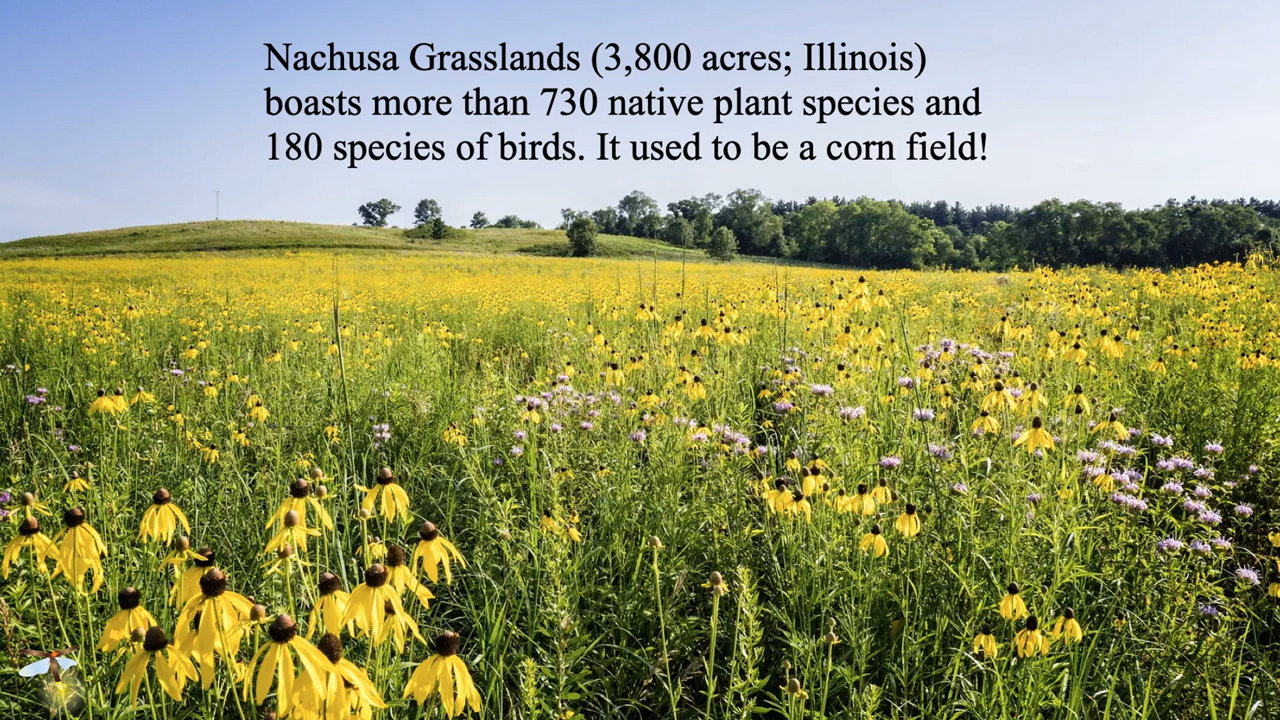 Nachusa Grasslands (3,800 acres; Illinois)
boasts more than 730 native plant species and
180 species of birds. It used to be a corn field!